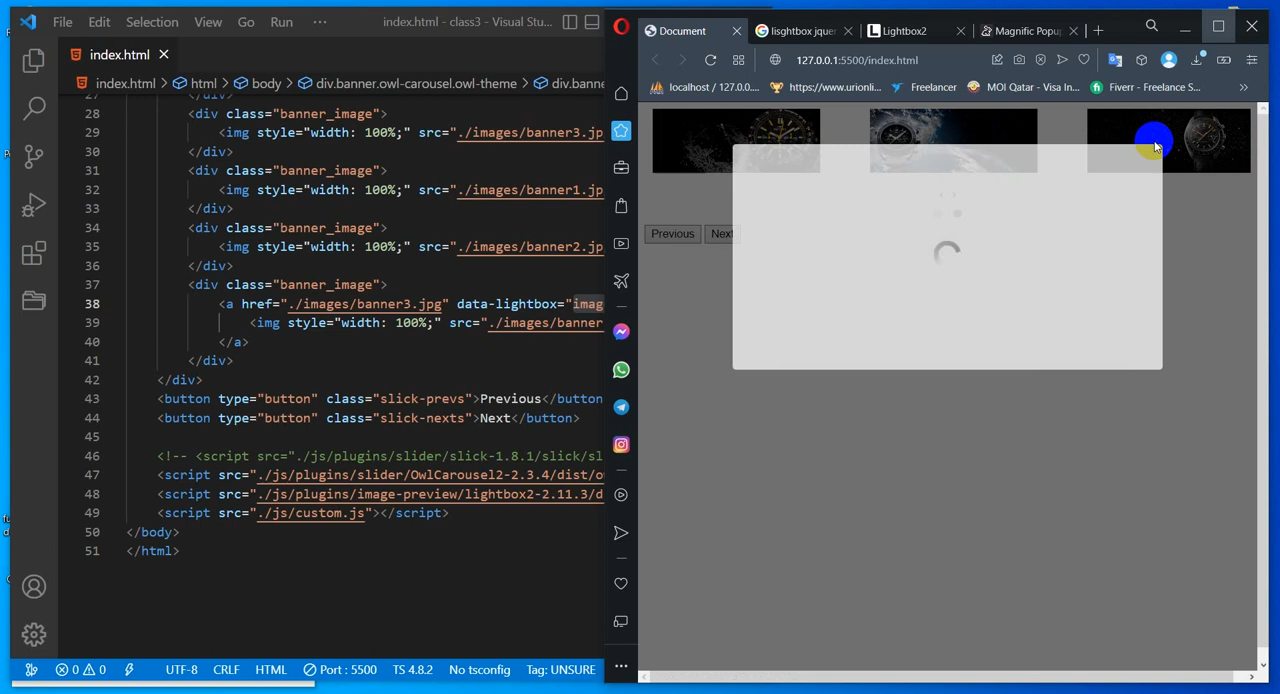 File Edit Selection View Go Run ··· index.html - class3 - Visual Stu...
index.html
index.html > html > body > div.banner.owl-carousel.owl-theme > div.ban
28 <div class="banner_image">
29 <img style="width: 100%;" src="./images/banner3.jp
30 </div>
31 <div class="banner_image">
32 <img style="width: 100%;" src="./images/banner1.jp
33 </div>
34 <div class="banner_image">
35 <img style="width: 100%;" src="./images/banner2.jp
36 </div>
37 <div class="banner_image">
38 <a href="./images/banner3.jpg" data-lightbox="imag
39 <img style="width: 100%;" src="./images/banner
40 </a>
41 </div>
42 </div>
43 <button type="button" class="slick-prevs">Previous</button
44 <button type="button" class="slick-nexts">Next</button>
45
46 <!-- <script src="./js/plugins/slider/slick-1.8.1/slick/sl
47 <script src="./js/plugins/slider/OwlCarousel2-2.3.4/dist/o
48 <script src="./js/plugins/image-preview/lightbox2-2.11.3/d
49 <script src="./js/custom.js"></script>
50 </body>
51 </html>
0 0 UTF-8 CRLF HTML Port : 5500 TS 4.8.2 No tsconfig Tag: UNSURE
Document lisghtbox jquer Lightbox2 Magnific Popu
127.0.0.1:5500/index.html
localhost / 127.0.0.... https://www.urionli... Freelancer MOI Qatar - Visa In... Fiverr - Freelance S...
Previous Next